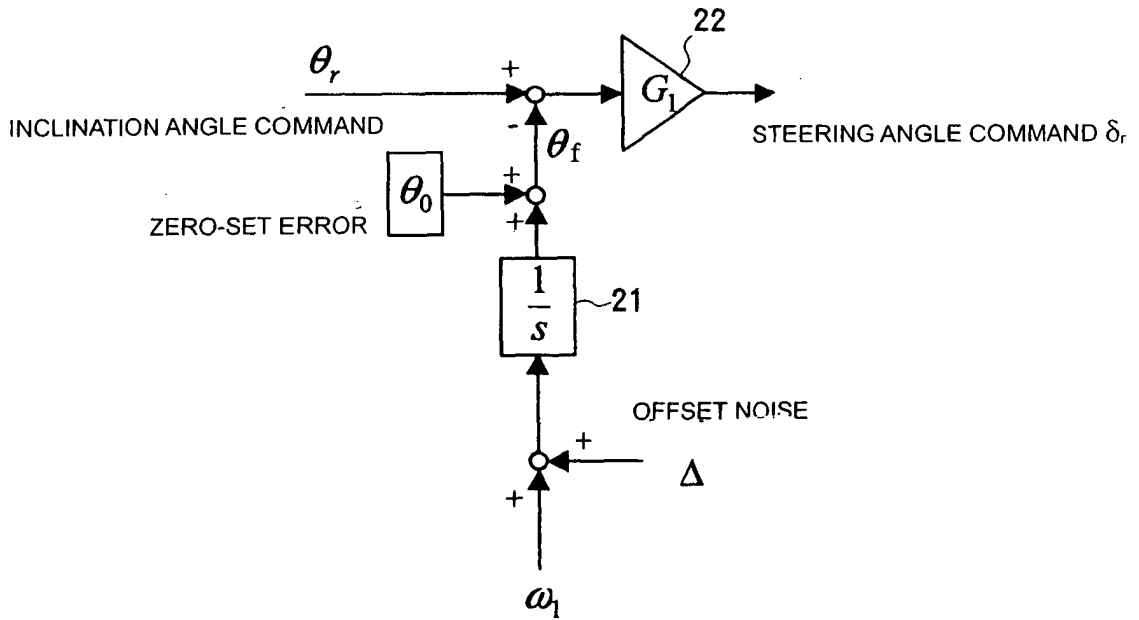 22
θr
+
G1
INCLINATION ANGLE COMMAND
-
STEERING ANGLE COMMAND δr
θf
+
θ0
ZERO-SET ERROR
+
1
s
21
OFFSET NOISE
+
Δ
+
ω1